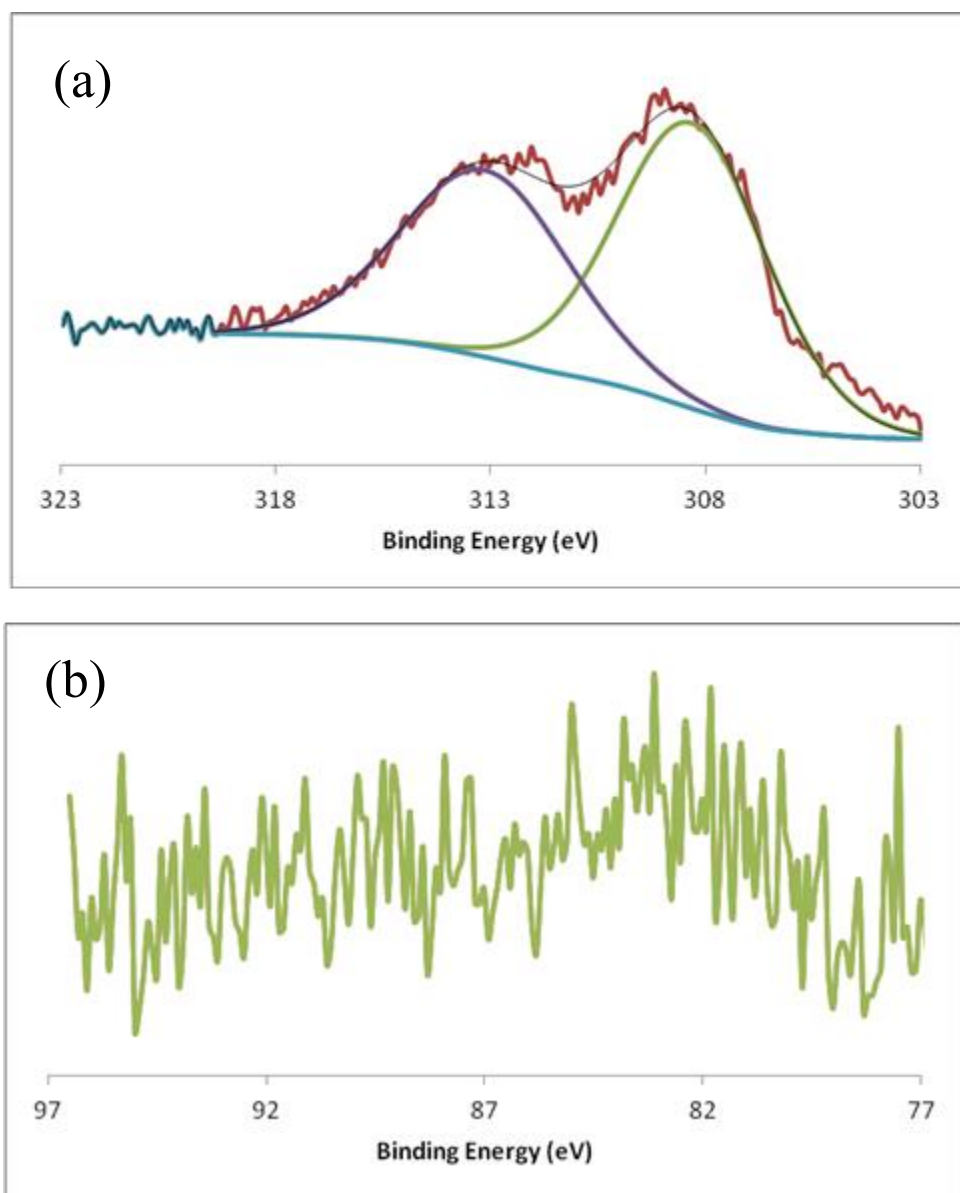 (a)
323 318 313 308 303
Binding Energy (eV)
(b)
97 92 87 82 77
Binding Energy (eV)